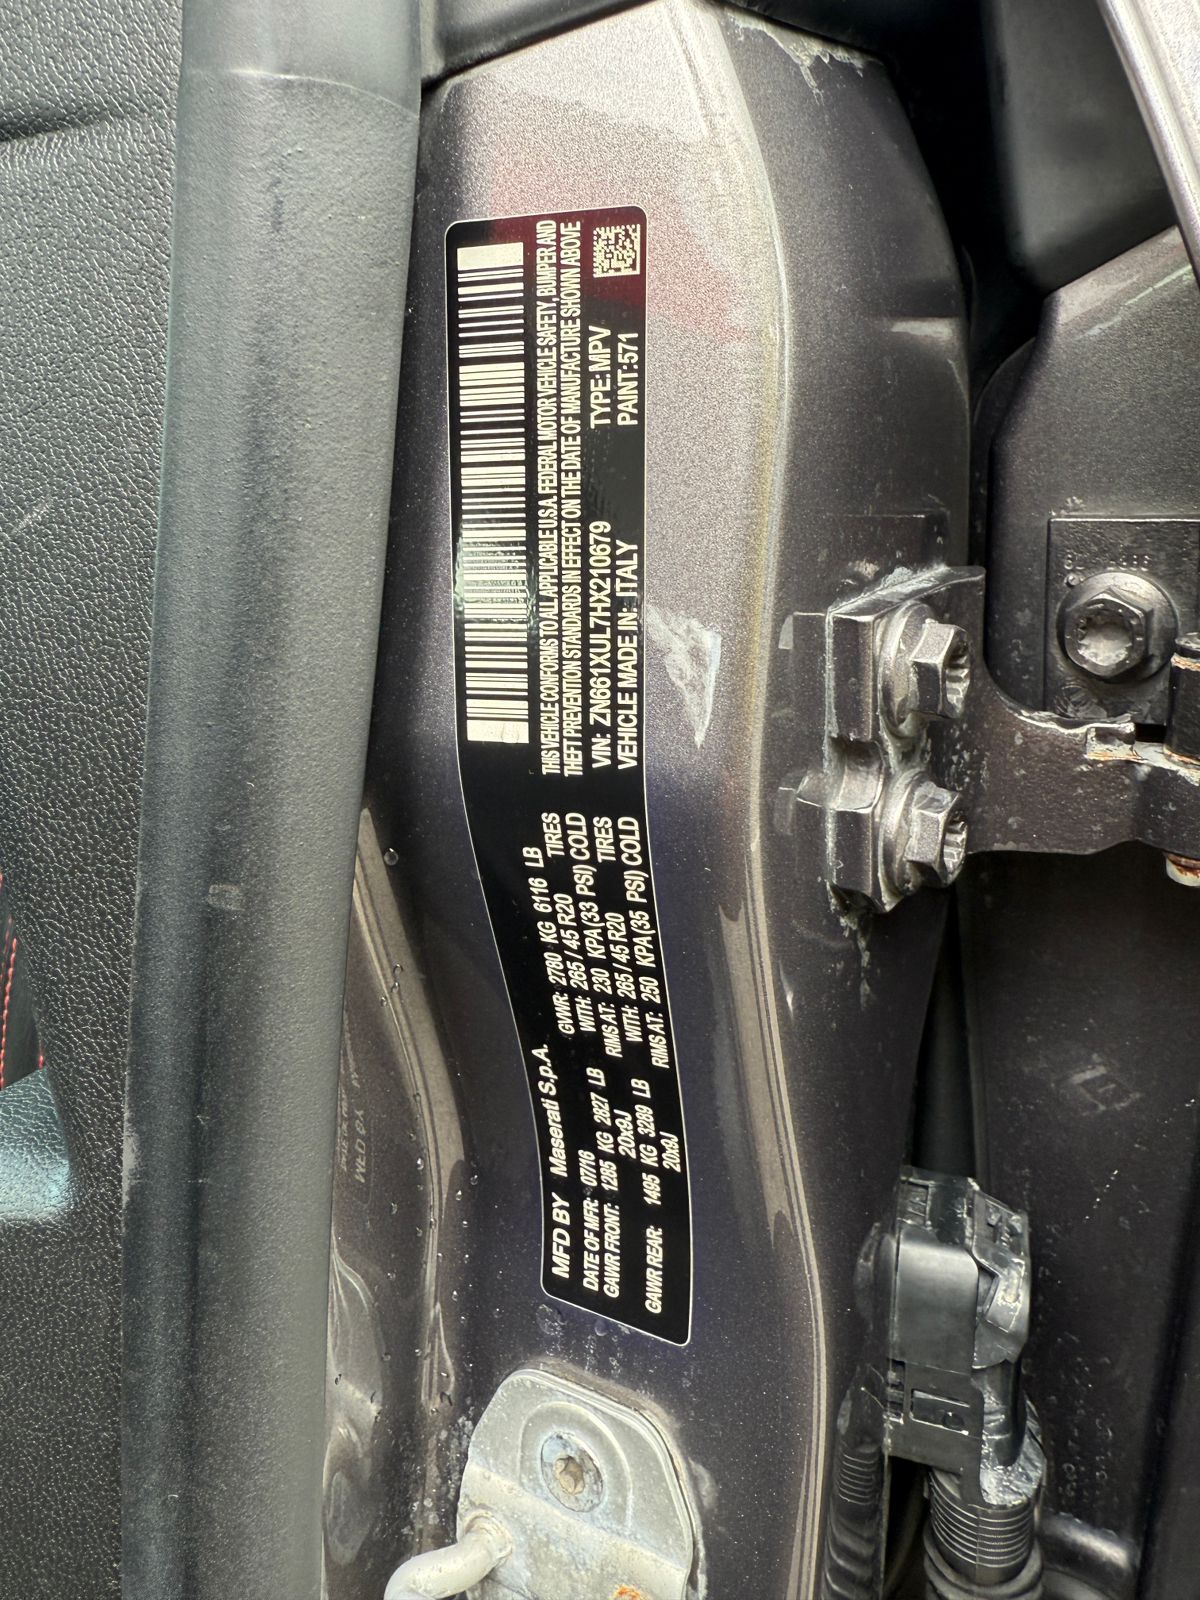 MFD BY Maserati S.p.A.
DATE OF MFR: 07/16 GVWR: 2780 KG 6116 LB
GAWR FRONT: 1285 KG 2827 LB WITH: 265 / 45 R20 TIRES
20x9J RIMS AT: 230 KPA (33 PSI) COLD
GAWR REAR: 1495 KG 3289 LB WITH: 265 / 45 R20 TIRES
20x9J RIMS AT: 250 KPA (35 PSI) COLD
THIS VEHICLE CONFORMS TO ALL APPLICABLE U.S.A. FEDERAL MOTOR VEHICLE SAFETY, BUMPER AND
THEFT PREVENTION STANDARDS IN EFFECT ON THE DATE OF MANUFACTURE SHOWN ABOVE
VIN: ZN661XUL7HX210679 TYPE: MPV
VEHICLE MADE IN: ITALY PAINT:571